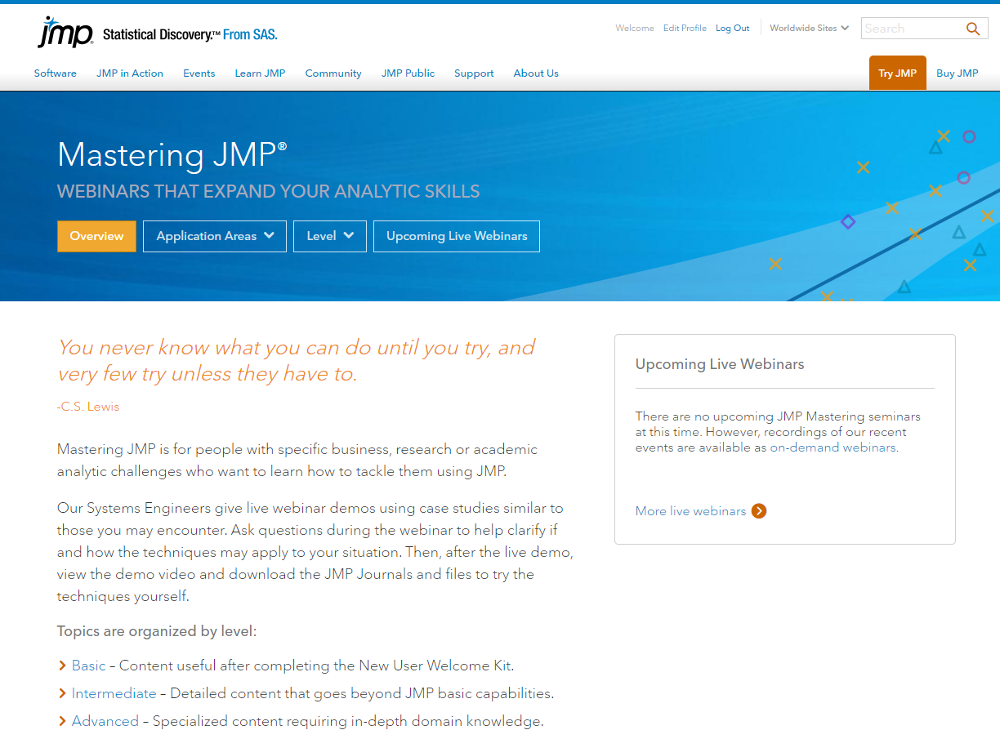 jmp Statistical Discovery.™ From SAS.
Welcome Edit Profile Log Out Worldwide Sites Search
Software JMP in Action Events Learn JMP Community JMP Public Support About Us Try JMP Buy JMP
Mastering JMP®
WEBINARS THAT EXPAND YOUR ANALYTIC SKILLS
Overview Application Areas Level Upcoming Live Webinars
You never know what you can do until you try, and
very few try unless they have to.
-C.S. Lewis
Mastering JMP is for people with specific business, research or academic
analytic challenges who want to learn how to tackle them using JMP.
Our Systems Engineers give live webinar demos using case studies similar to
those you may encounter. Ask questions during the webinar to help clarify if
and how the techniques may apply to your situation. Then, after the live demo,
view the demo video and download the JMP Journals and files to try the
techniques yourself.
Topics are organized by level:
Basic – Content useful after completing the New User Welcome Kit.
Intermediate – Detailed content that goes beyond JMP basic capabilities.
Advanced – Specialized content requiring in-depth domain knowledge.
Upcoming Live Webinars
There are no upcoming JMP Mastering seminars
at this time. However, recordings of our recent
events are available as on-demand webinars.
More live webinars